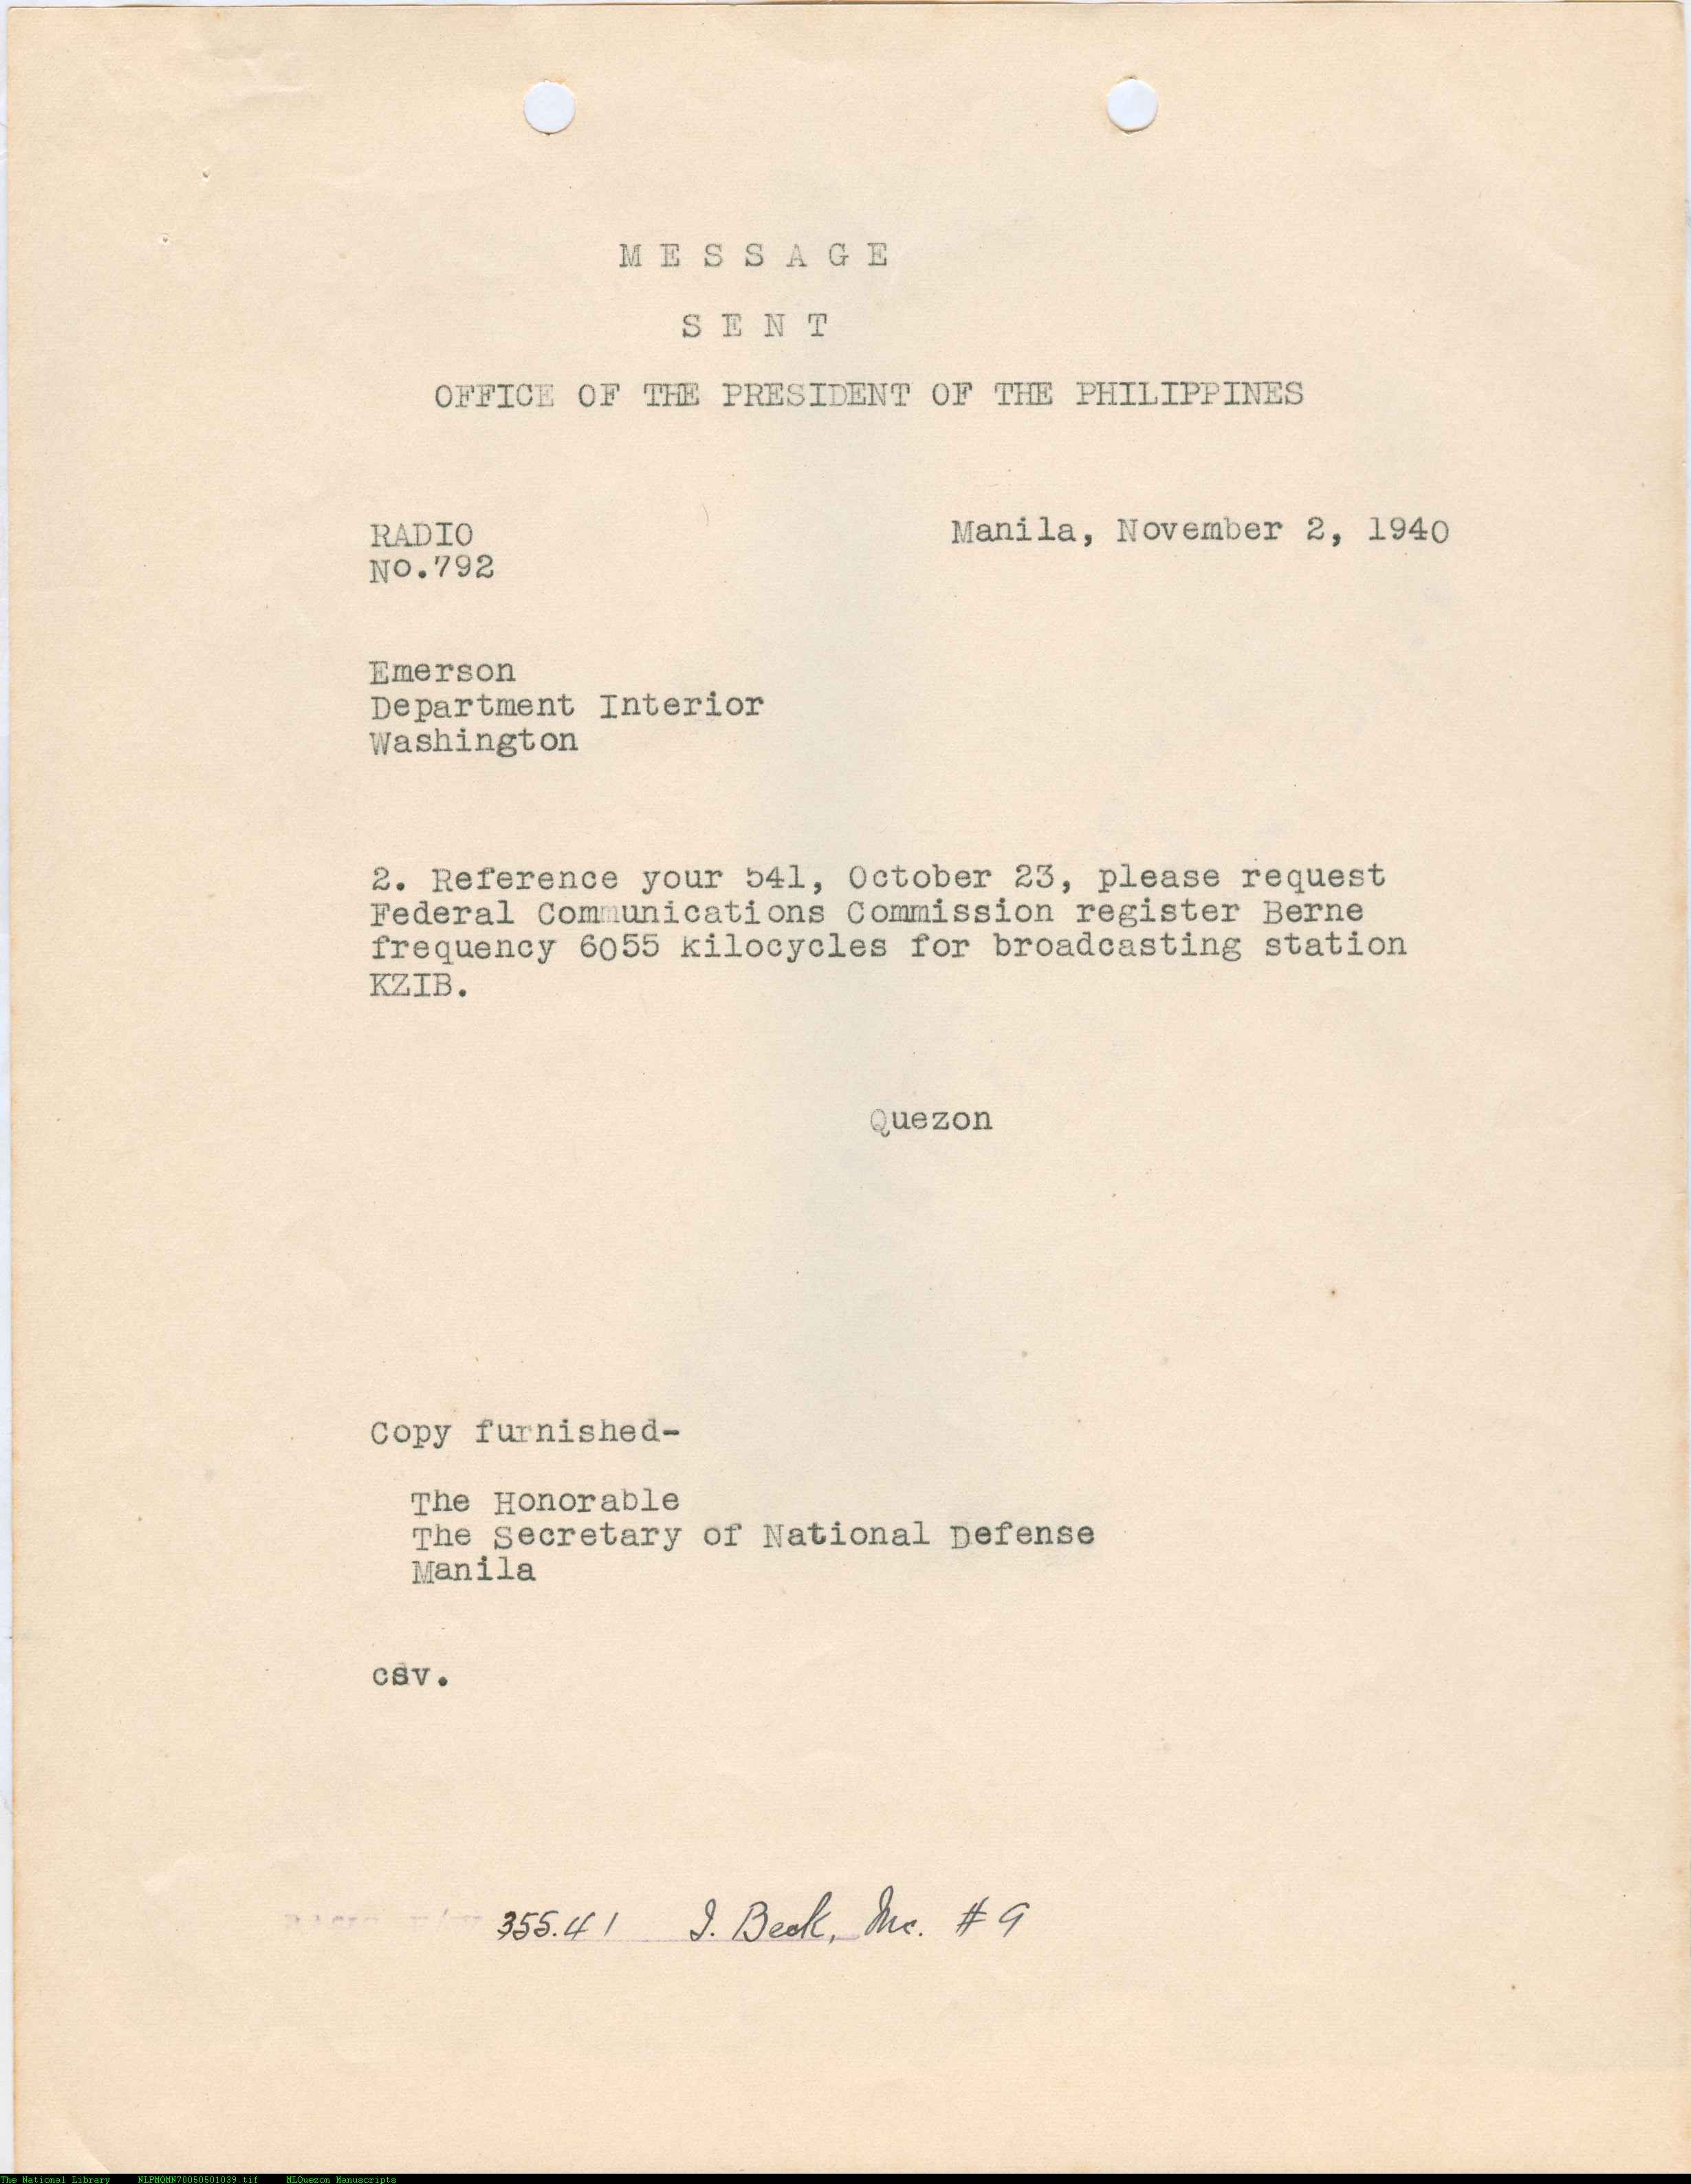 M E S S A G E
S E N T
OFFICE OF THE PRESIDENT OF THE PHILIPPINES
RADIO
No.792
Manila, November 2, 1940
Emerson
Department Interior
Washington
2. Reference your 541, October 23, please request
Federal Communications Commission register Berne
frequency 6055 kilocycles for broadcasting station
KZIB.
Quezon
Copy furnished-
The Honorable
The Secretary of National Defense
Manila
csv.
355.41 I. Beck, Inc. # 9
The National Library NLPMQMN70050501039.tif MLQuezon Manuscripts